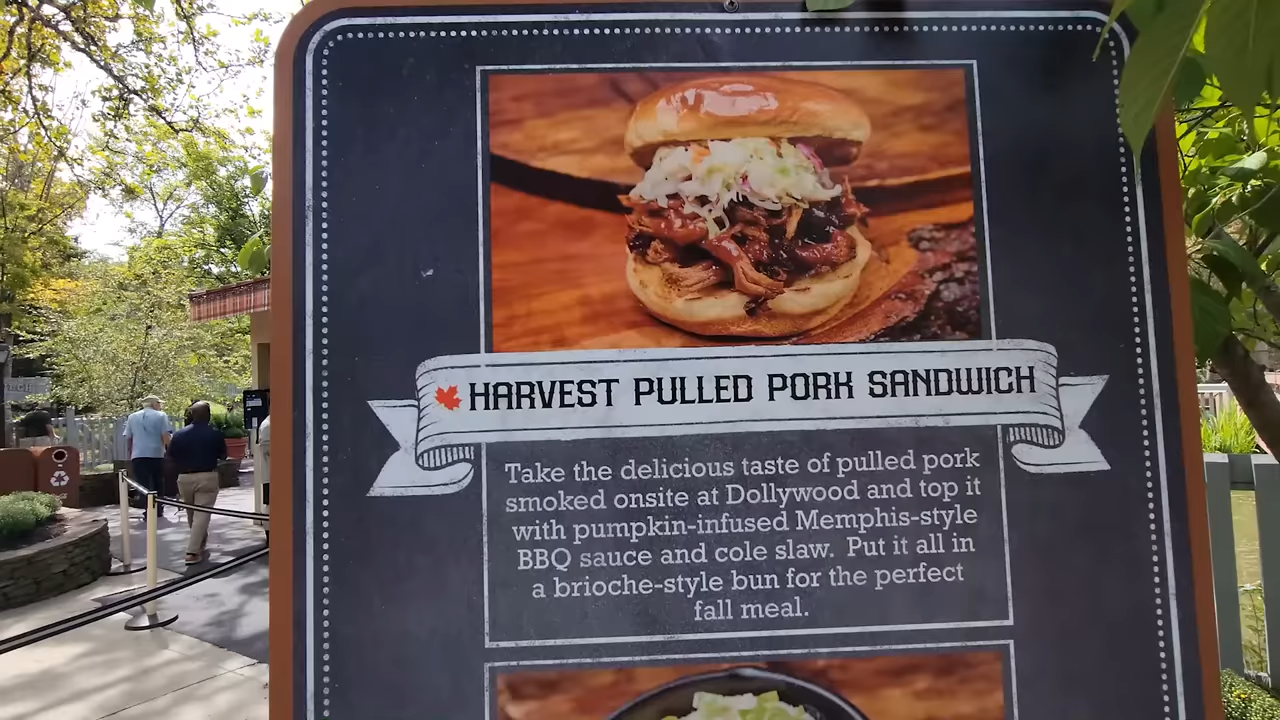 HARVEST PULLED PORK SANDWICH
Take the delicious taste of pulled pork
smoked onsite at Dollywood and top it
with pumpkin-infused Memphis-style
BBQ sauce and cole slaw. Put it all in
a brioche-style bun for the perfect
fall meal.